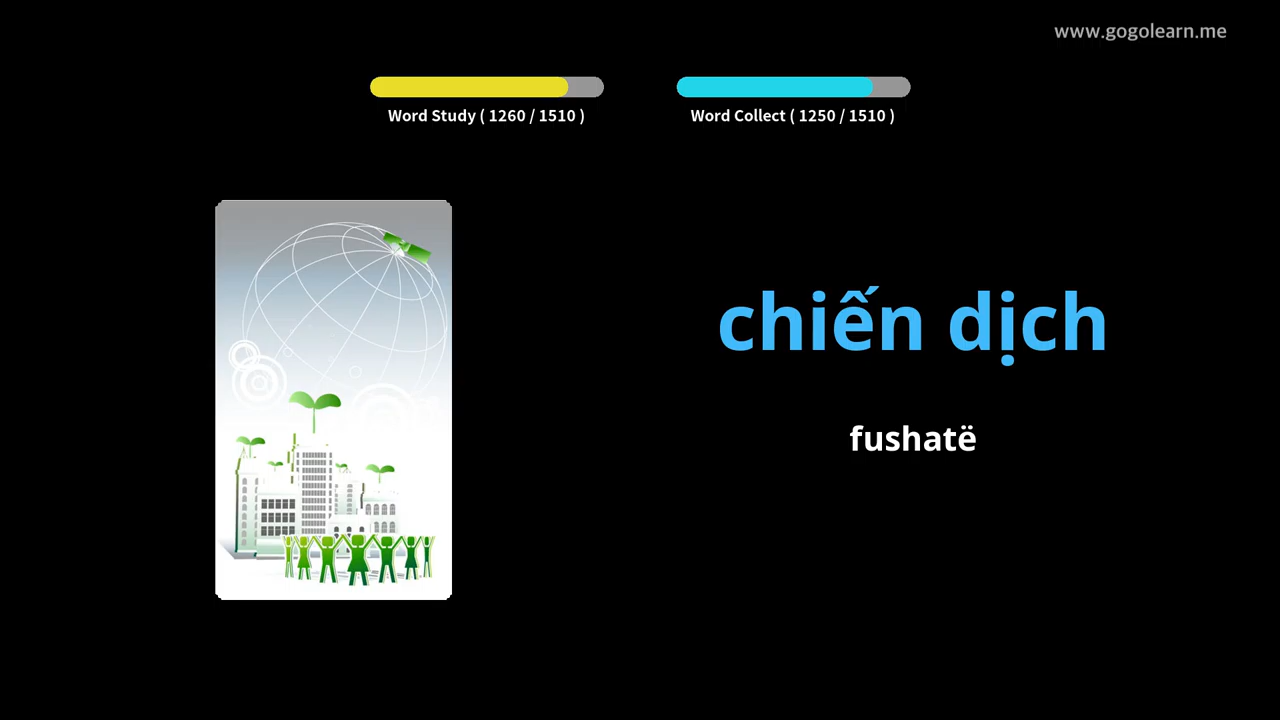 www.gogolearn.me
Word Study ( 1260 / 1510 )
Word Collect ( 1250 / 1510 )
chiến dịch
fushatë